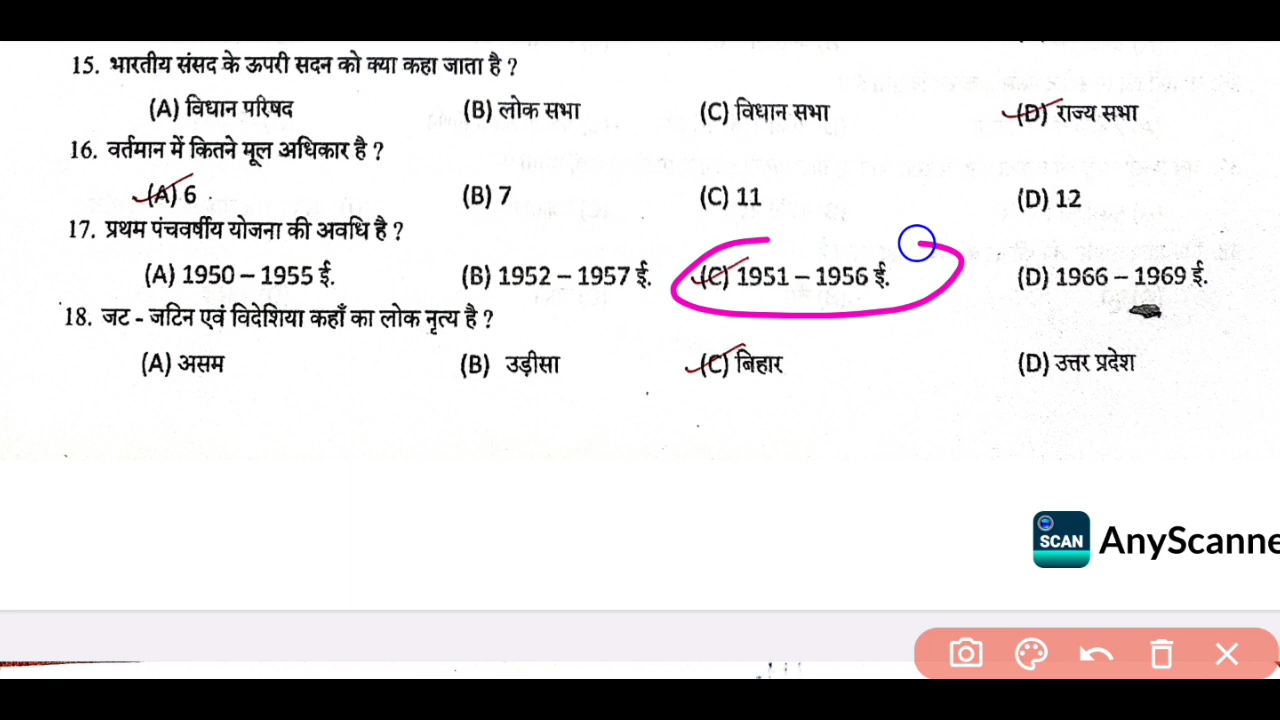 15. भारतीय संसद के ऊपरी सदन को क्या कहा जाता है ?
(A) विधान परिषद (B) लोक सभा (C) विधान सभा (D) राज्य सभा
16. वर्तमान में कितने मूल अधिकार है ?
(A) 6 (B) 7 (C) 11 (D) 12
17. प्रथम पंचवर्षीय योजना की अवधि है ?
(A) 1950 – 1955 ई. (B) 1952 – 1957 ई. (C) 1951 – 1956 ई. (D) 1966 – 1969 ई.
18. जट - जटिन एवं विदेशिया कहाँ का लोक नृत्य है ?
(A) असम (B) उड़ीसा (C) बिहार (D) उत्तर प्रदेश
SCAN AnyScanne